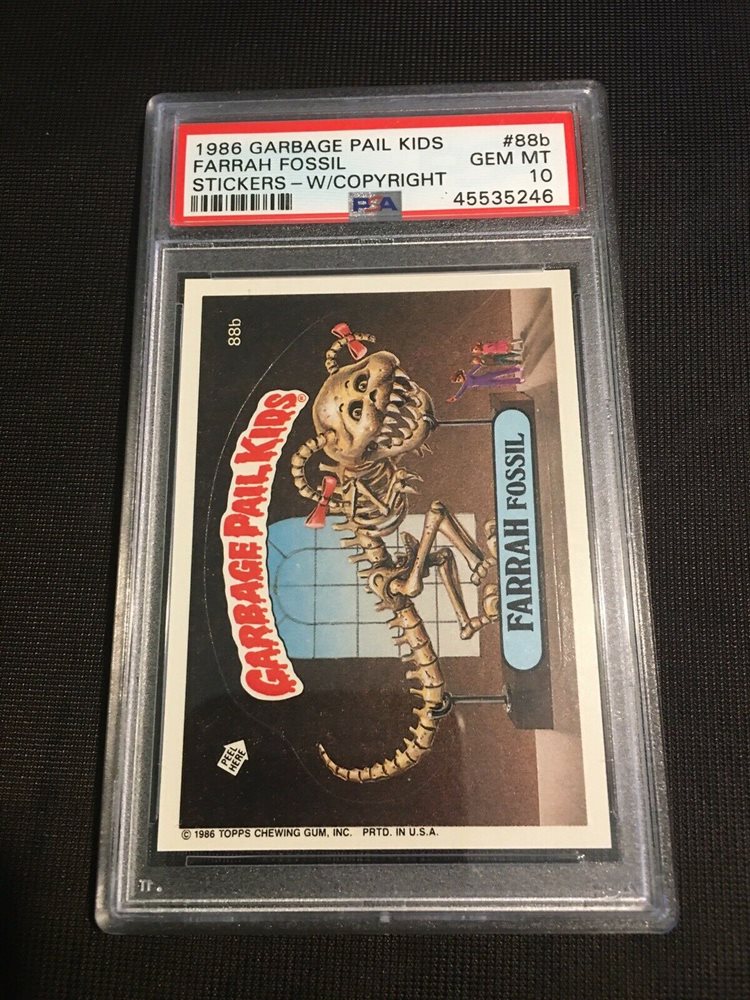 1986 GARBAGE PAIL KIDS #88b
FARRAH FOSSIL GEM MT
STICKERS - W/COPYRIGHT 10
PSA 45535246
88b
GARBAGE PAIL KIDS®
FARRAH FOSSIL
PEEL
HERE
© 1986 TOPPS CHEWING GUM, INC. PRTD. IN U.S.A.